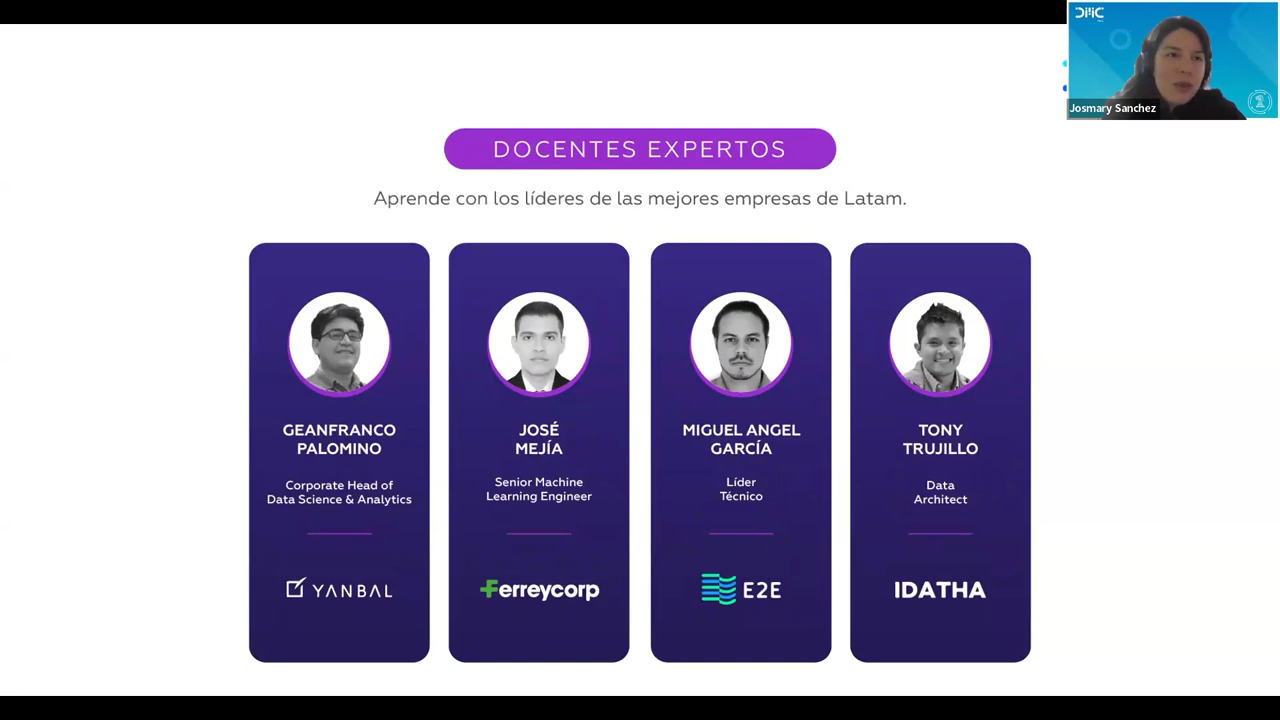 DMC
Josmary Sanchez
DOCENTES EXPERTOS
Aprende con los líderes de las mejores empresas de Latam.
GEANFRANCO
PALOMINO
Corporate Head of
Data Science & Analytics
YANBAL
JOSÉ
MEJÍA
Senior Machine
Learning Engineer
Ferreycorp
MIGUEL ANGEL
GARCÍA
Líder
Técnico
E2E
TONY
TRUJILLO
Data
Architect
IDATHA